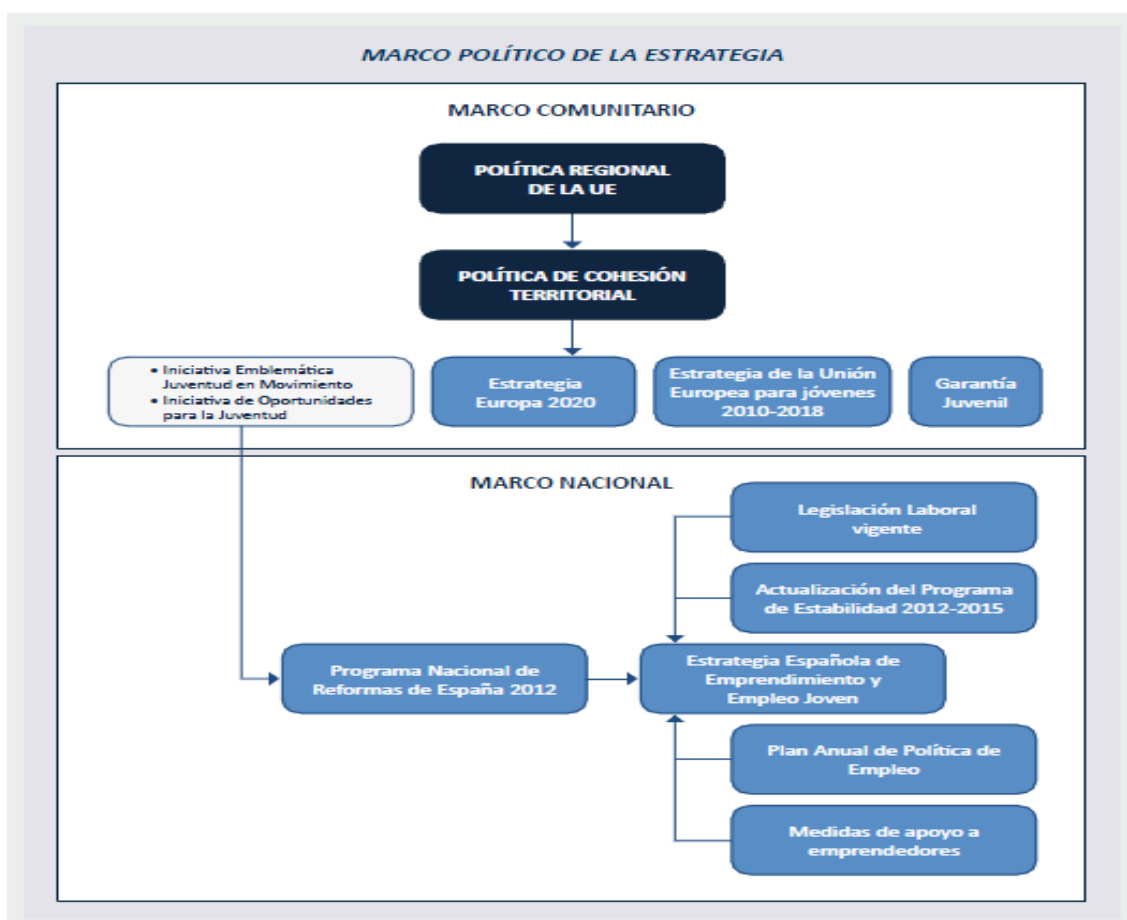 MARCO POLÍTICO DE LA ESTRATEGIA
MARCO COMUNITARIO
POLÍTICA REGIONAL
DE LA UE
POLÍTICA DE COHESIÓN
TERRITORIAL
• Iniciativa Emblemática
Juventud en Movimiento
• Iniciativa de Oportunidades
para la Juventud
Estrategia
Europa 2020
Estrategia de la Unión
Europea para jóvenes
2010-2018
Garantía
Juvenil
MARCO NACIONAL
Legislación Laboral
vigente
Actualización del Programa
de Estabilidad 2012-2015
Programa Nacional de
Reformas de España 2012
Estrategia Española de
Emprendimiento y
Empleo Joven
Plan Anual de Política de
Empleo
Medidas de apoyo a
emprendedores